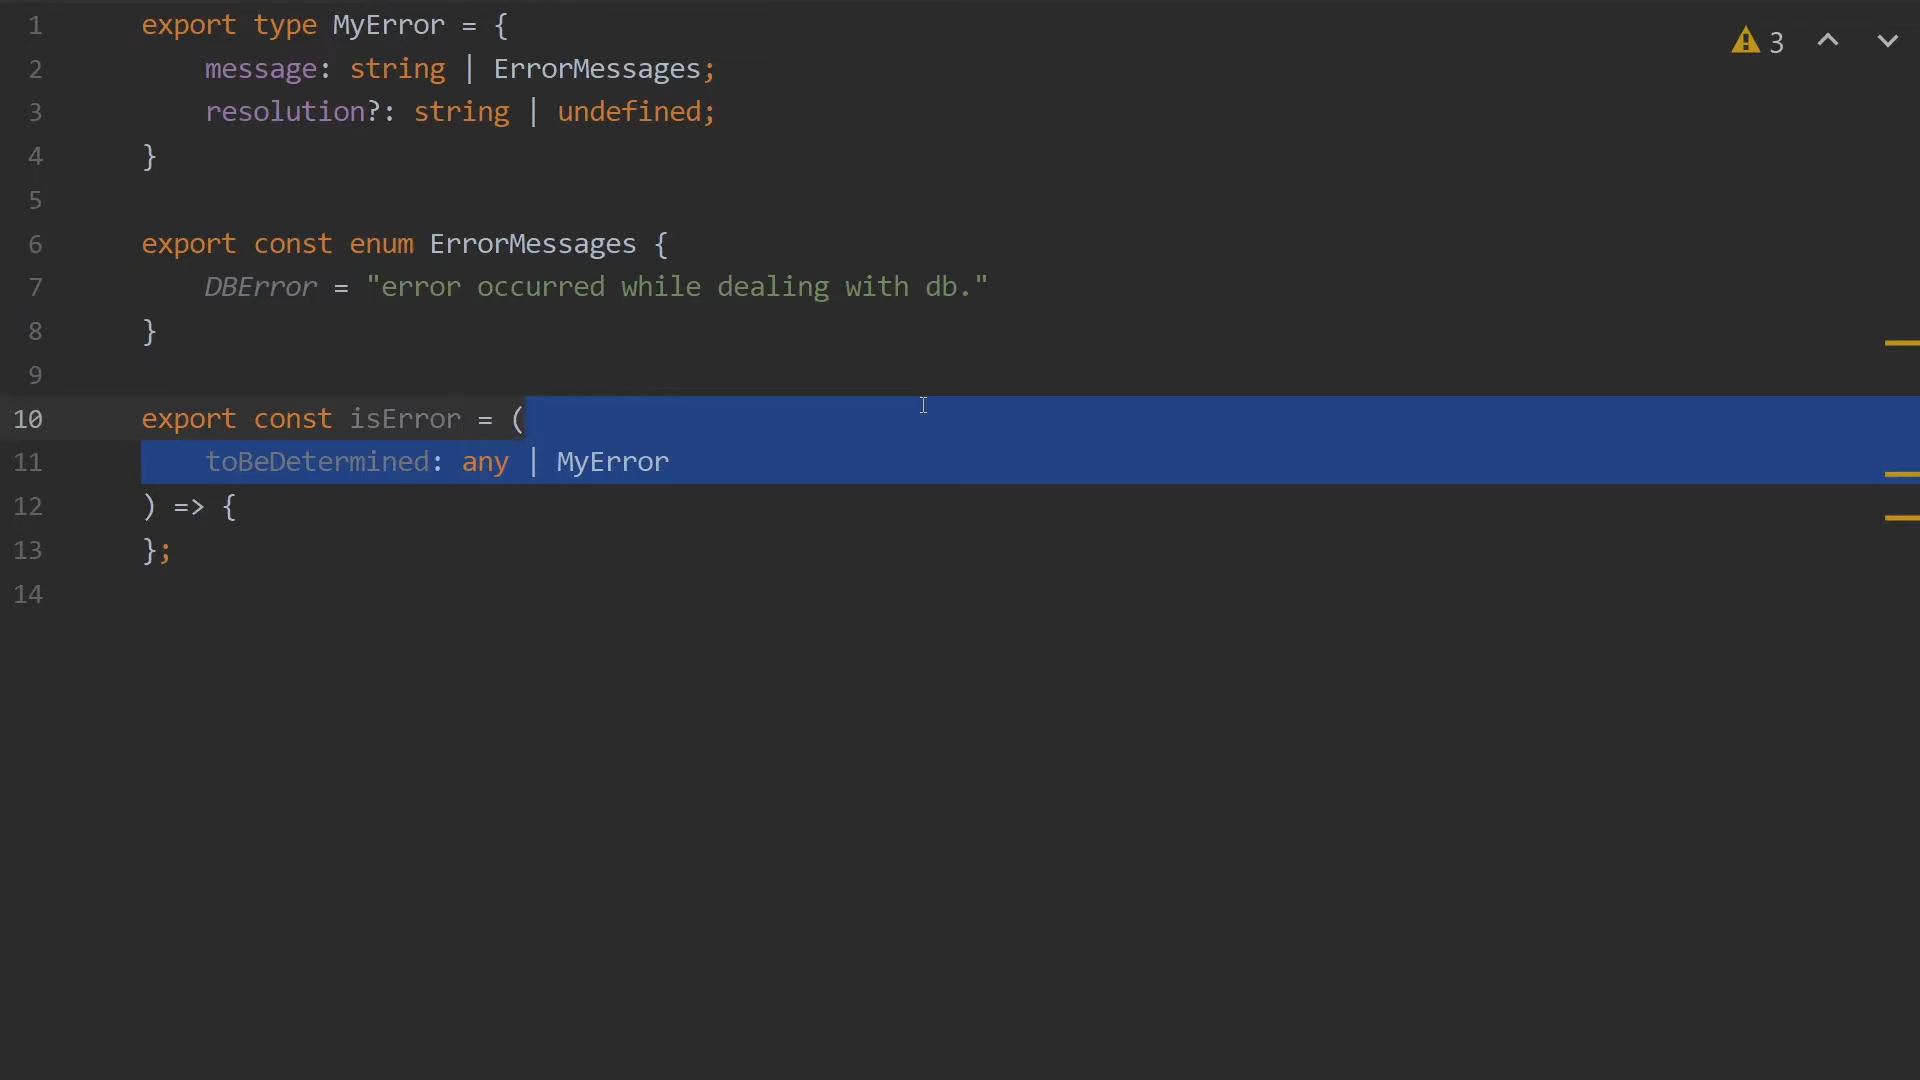 1 export type MyError = {
2 message: string | ErrorMessages;
3 resolution?: string | undefined;
4 }
5
6 export const enum ErrorMessages {
7 DBError = "error occurred while dealing with db."
8 }
9
10 export const isError = (
11 toBeDetermined: any | MyError
12 ) => {
13 };
14
3